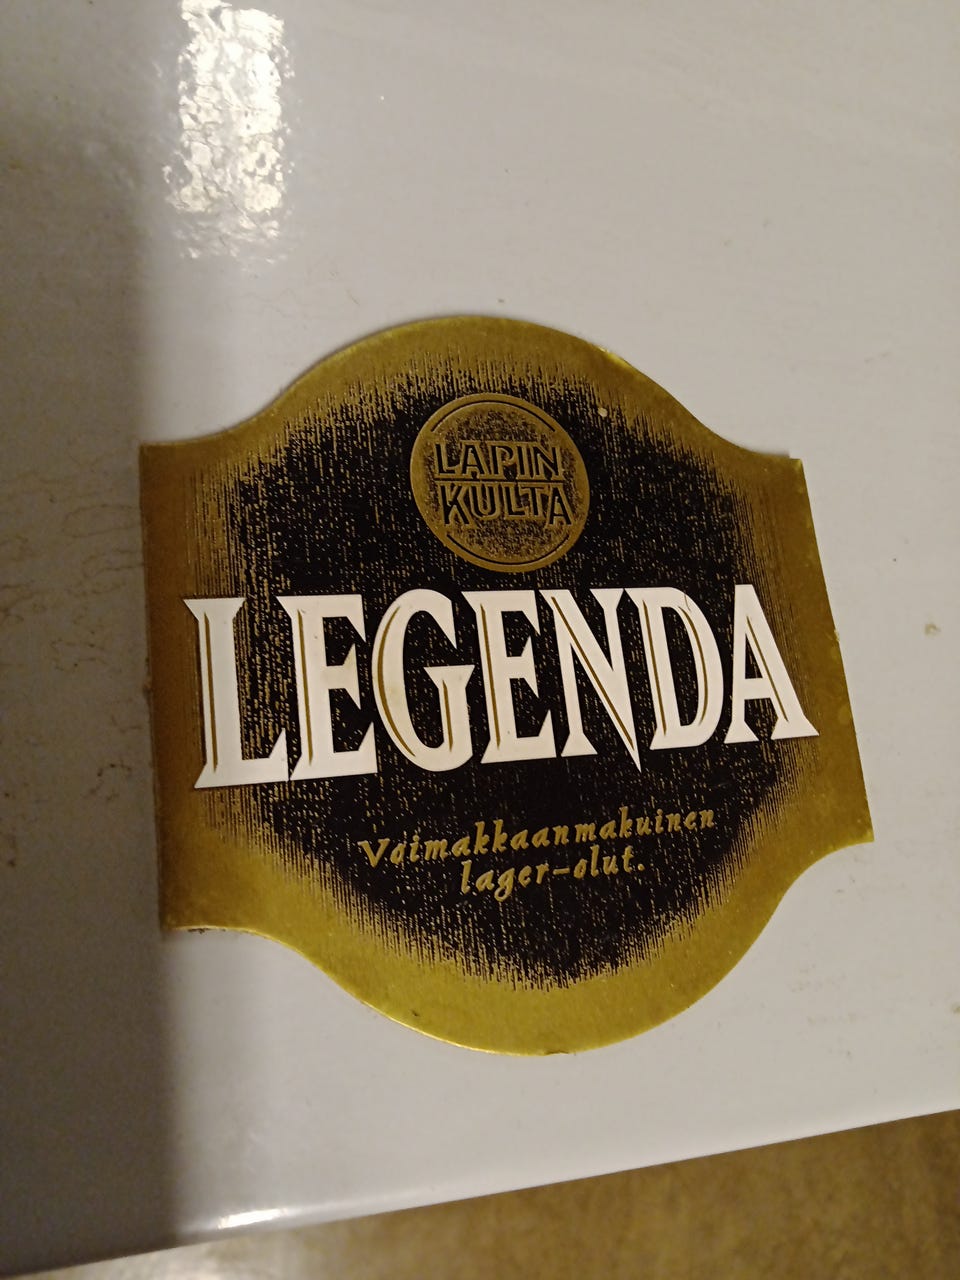 LAPIN
KULTA
LEGENDA
Voimakkaanmakuinen
lager-olut.